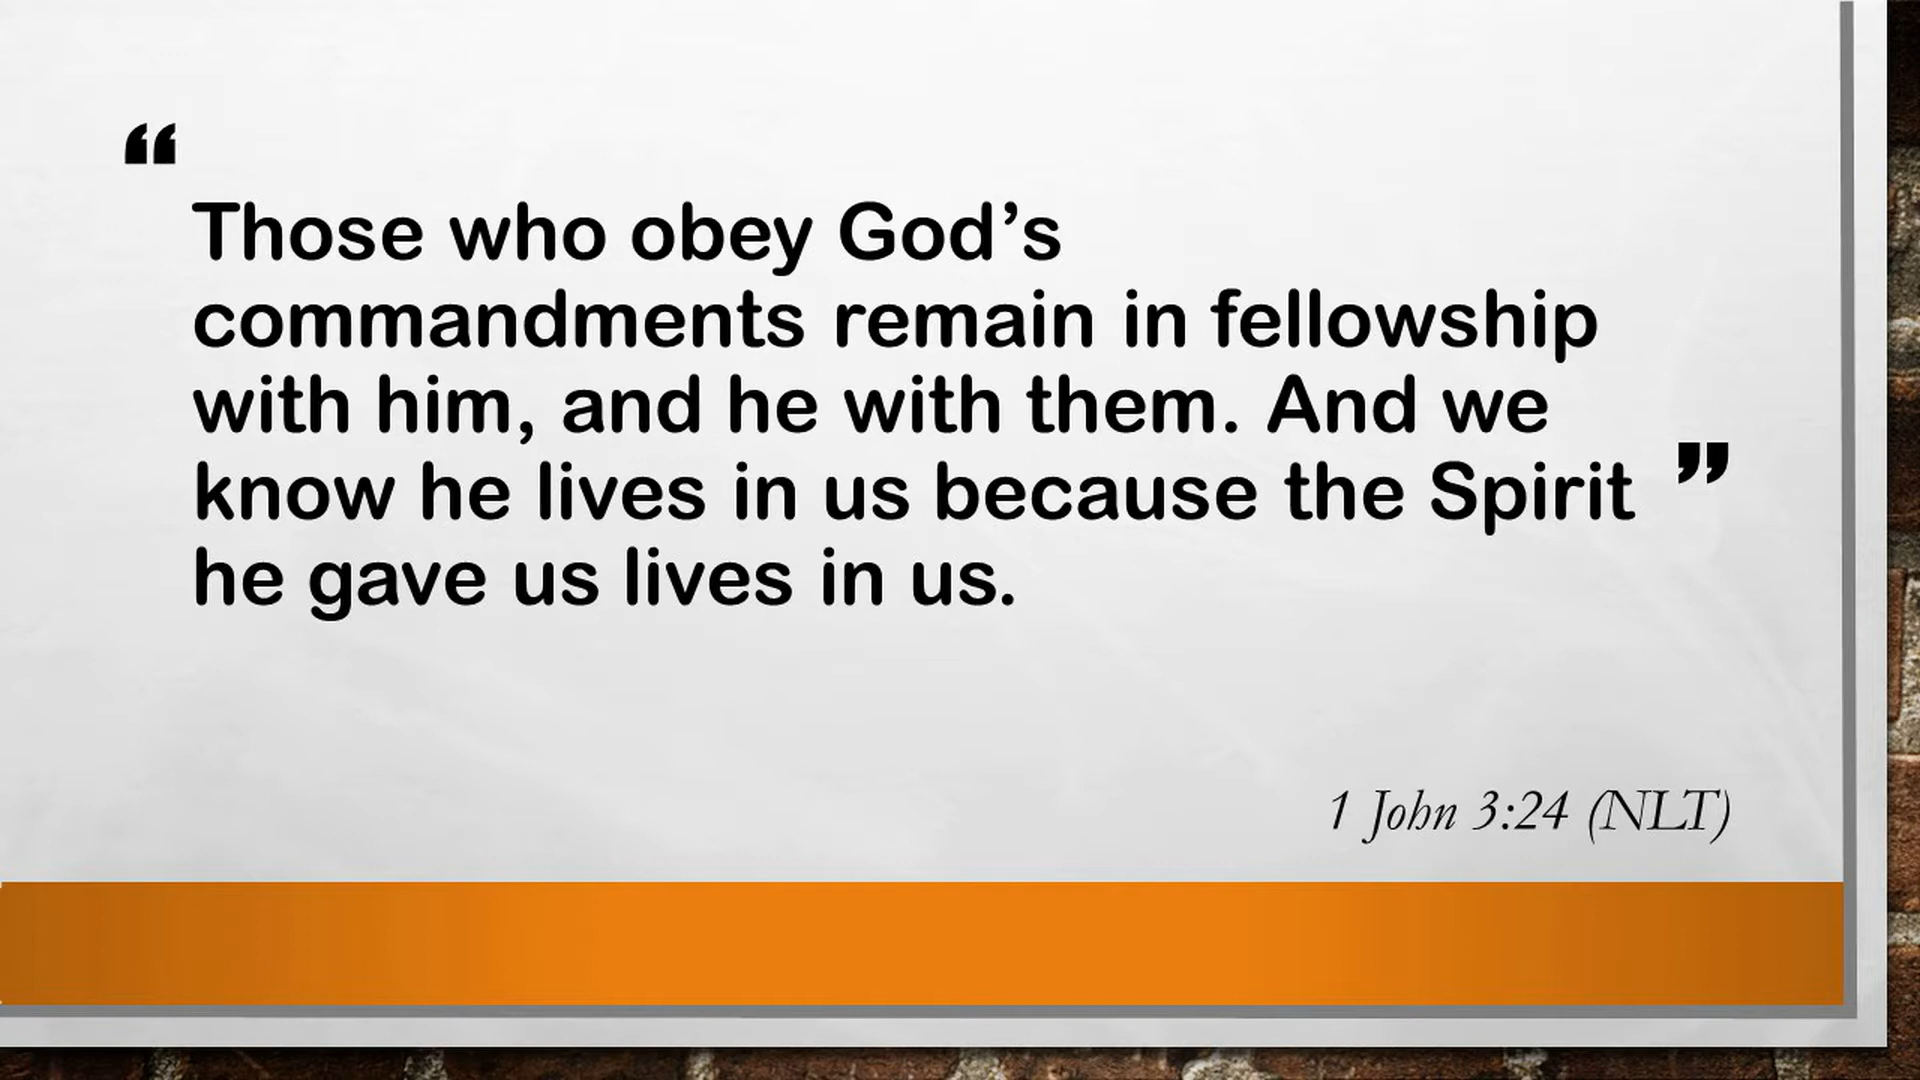 “
Those who obey God’s
commandments remain in fellowship
with him, and he with them. And we
know he lives in us because the Spirit ”
he gave us lives in us.
1 John 3:24 (NLT)